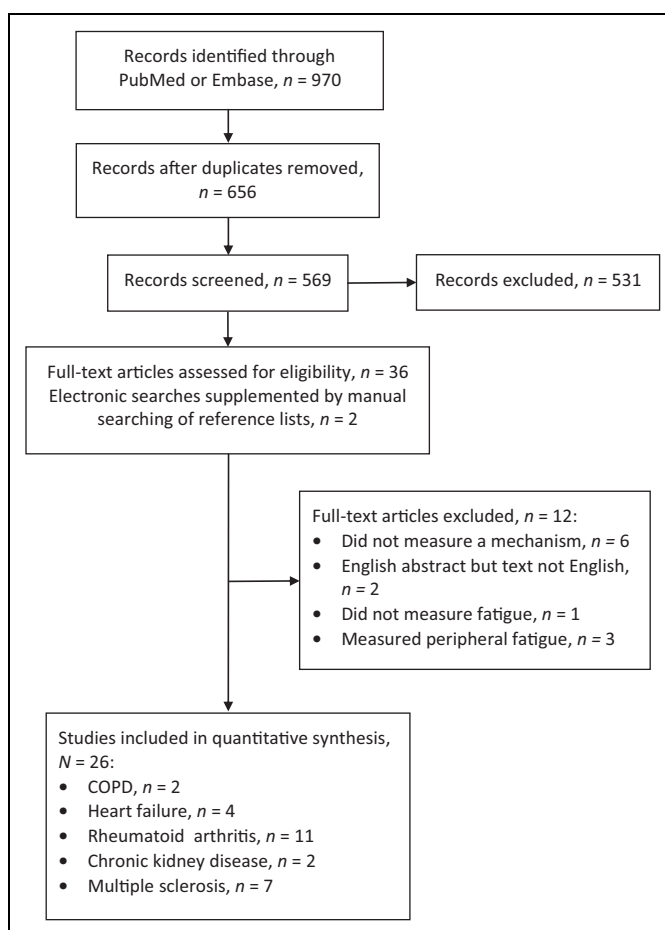 Records identified through
PubMed or Embase, n = 970
Records after duplicates removed,
n = 656
Records screened, n = 569
Records excluded, n = 531
Full-text articles assessed for eligibility, n = 36
Electronic searches supplemented by manual
searching of reference lists, n = 2
Full-text articles excluded, n = 12:
• Did not measure a mechanism, n = 6
• English abstract but text not English,
n = 2
• Did not measure fatigue, n = 1
• Measured peripheral fatigue, n = 3
Studies included in quantitative synthesis,
N = 26:
• COPD, n = 2
• Heart failure, n = 4
• Rheumatoid arthritis, n = 11
• Chronic kidney disease, n = 2
• Multiple sclerosis, n = 7